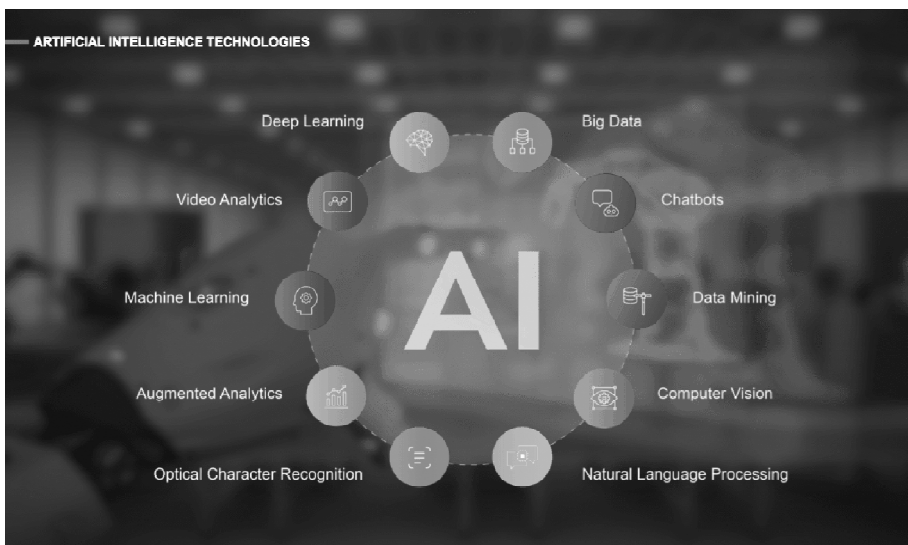 ARTIFICIAL INTELLIGENCE TECHNOLOGIES
Deep Learning
Big Data
Video Analytics
Chatbots
AI
Machine Learning
Data Mining
Augmented Analytics
Computer Vision
Optical Character Recognition
Natural Language Processing